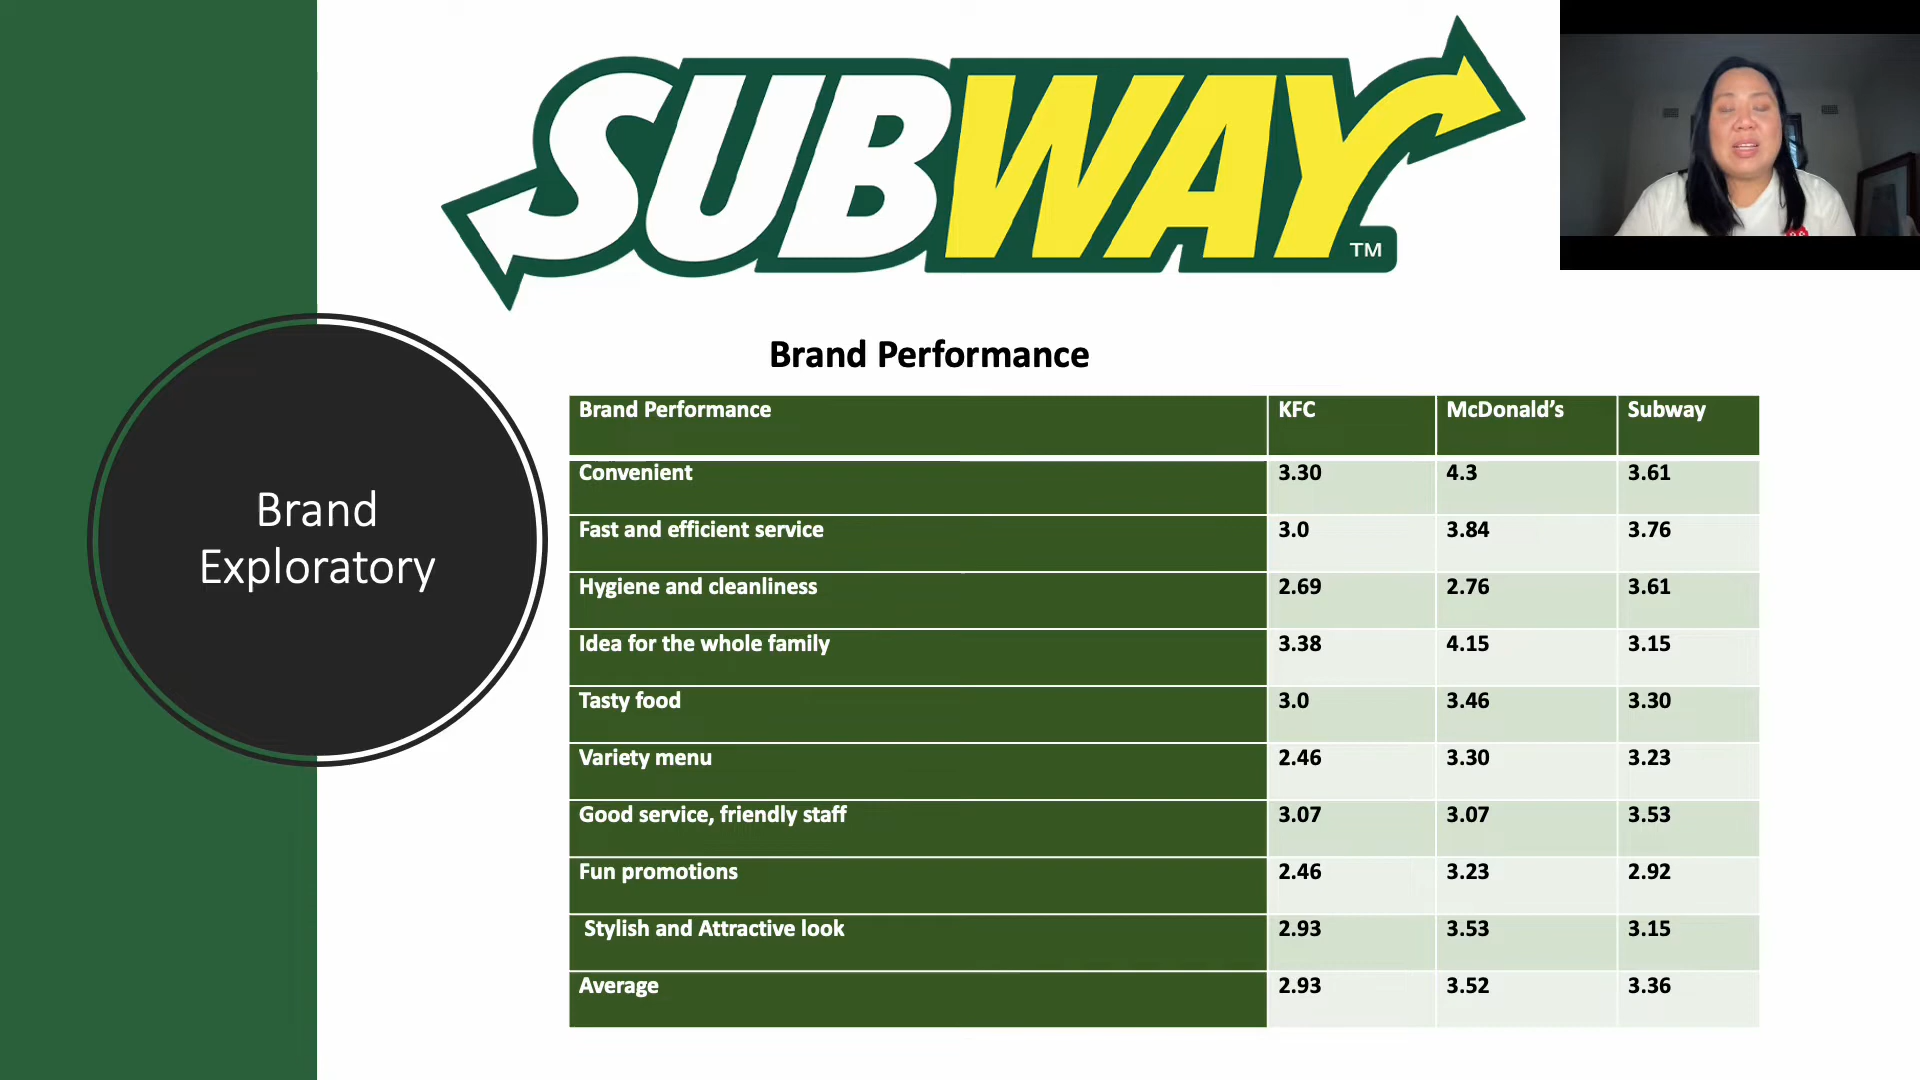 SUBWAY
TM
Brand
Exploratory
Brand Performance
Brand Performance KFC McDonald’s Subway
Convenient 3.30 4.3 3.61
Fast and efficient service 3.0 3.84 3.76
Hygiene and cleanliness 2.69 2.76 3.61
Idea for the whole family 3.38 4.15 3.15
Tasty food 3.0 3.46 3.30
Variety menu 2.46 3.30 3.23
Good service, friendly staff 3.07 3.07 3.53
Fun promotions 2.46 3.23 2.92
Stylish and Attractive look 2.93 3.53 3.15
Average 2.93 3.52 3.36